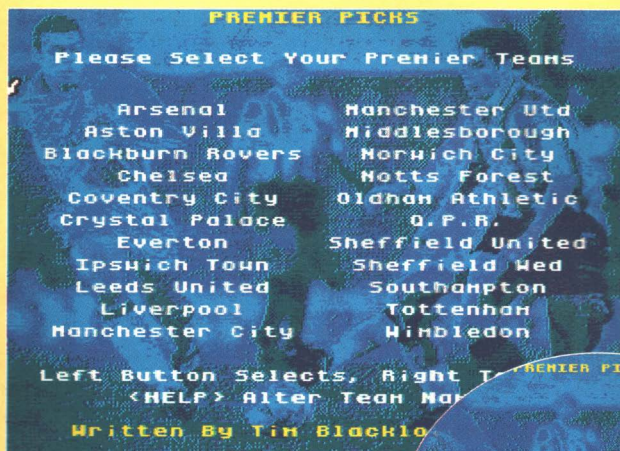 PREMIER PICKS
Please Select Your Premier Teams
Arsenal
Aston Villa
Blackburn Rovers
Chelsea
Coventry City
Crystal Palace
Everton
Ipswich Town
Leeds United
Liverpool
Manchester City
Manchester Utd
Middlesborough
Norwich City
Notts Forest
Oldham Athletic
Q.P.R.
Sheffield United
Sheffield Wed
Southampton
Tottenham
Wimbledon
Left Button Selects, Right
<HELP> Alter Team
Written By Tim
PREMIER